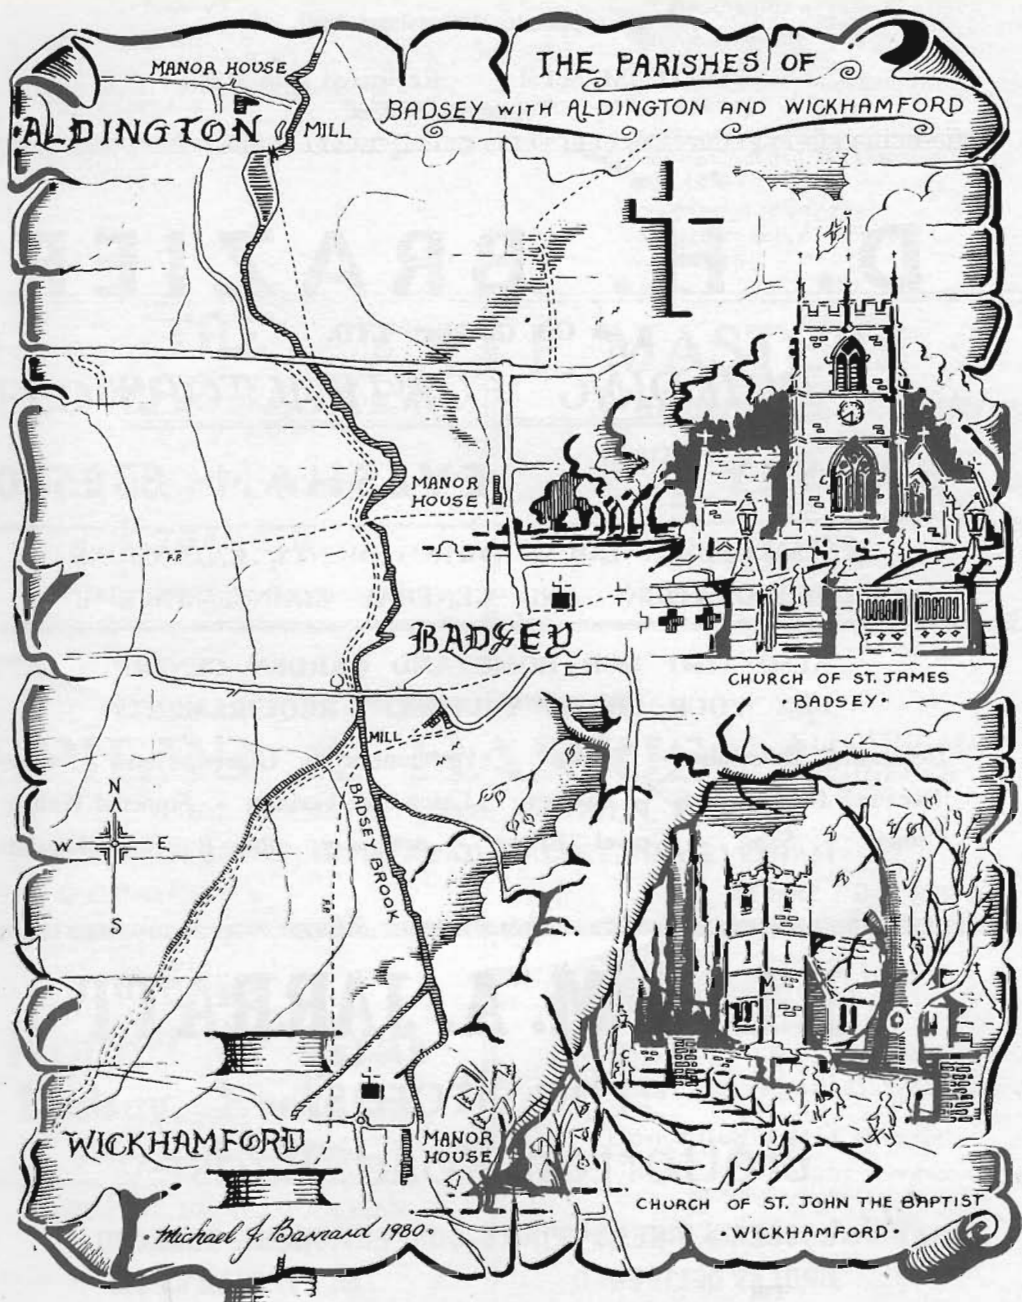 THE PARISHES OF
BADSEY WITH ALDINGTON AND WICKHAMFORD
MANOR HOUSE
ALDINGTON
MILL
MANOR
HOUSE
F.P.
BADSEY
CHURCH OF ST. JAMES
· BADSEY ·
MILL
BADSEY BROOK
N
W E
S
F.P.
WICKHAMFORD
MANOR
HOUSE
CHURCH OF ST. JOHN THE BAPTIST
· WICKHAMFORD ·
· Michael J. Barnard 1980 ·